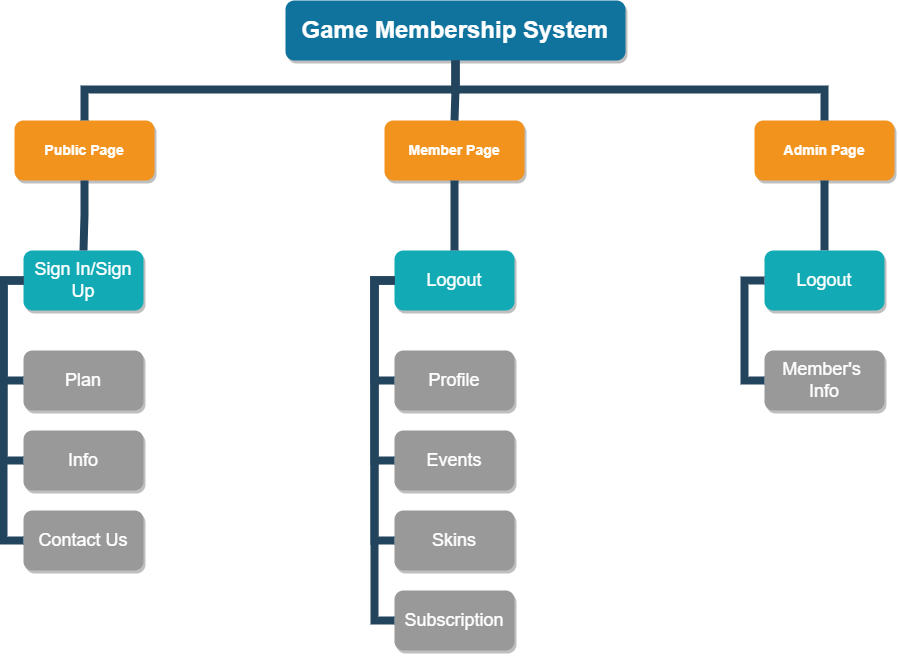 Game Membership System
Public Page
Member Page
Admin Page
Sign In/Sign
Up
Logout
Logout
Plan
Profile
Member's
Info
Info
Events
Contact Us
Skins
Subscription